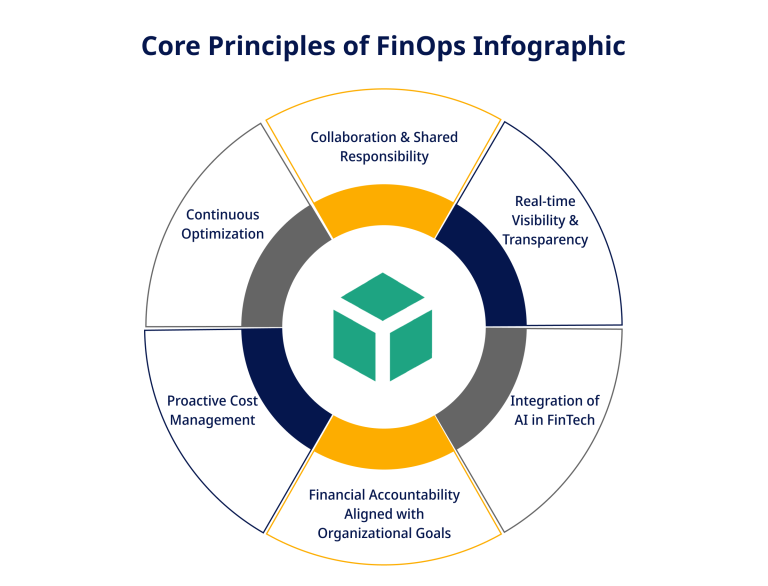 Core Principles of FinOps Infographic
Collaboration & Shared
Responsibility
Real-time
Visibility &
Transparency
Integration of
AI in FinTech
Financial Accountability
Aligned with
Organizational Goals
Proactive Cost
Management
Continuous
Optimization